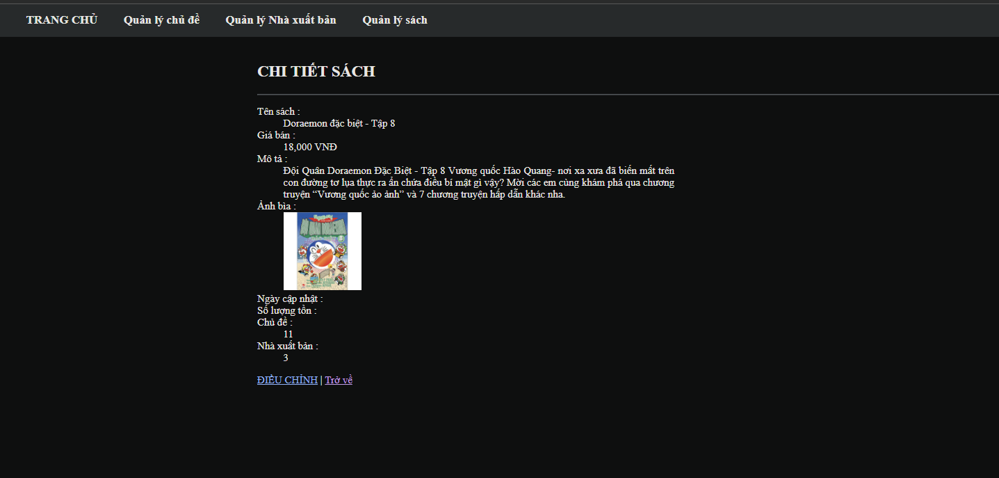 TRANG CHỦ Quản lý chủ đề Quản lý Nhà xuất bản Quản lý sách
CHI TIẾT SÁCH
Tên sách :
Doraemon đặc biệt - Tập 8
Giá bán :
18,000 VNĐ
Mô tả :
Đội Quân Doraemon Đặc Biệt - Tập 8 Vương quốc Hào Quang- nơi xa xưa đã biến mất trên
con đường tơ lụa thực ra ẩn chứa điều bí mật gì vậy? Mời các em cùng khám phá qua chương
truyện “Vương quốc ảo ảnh” và 7 chương truyện hấp dẫn khác nha.
Ảnh bìa :
8
Ngày cập nhật :
Số lượng tồn :
Chủ đề :
11
Nhà xuất bản :
3
ĐIỀU CHỈNH | Trở về